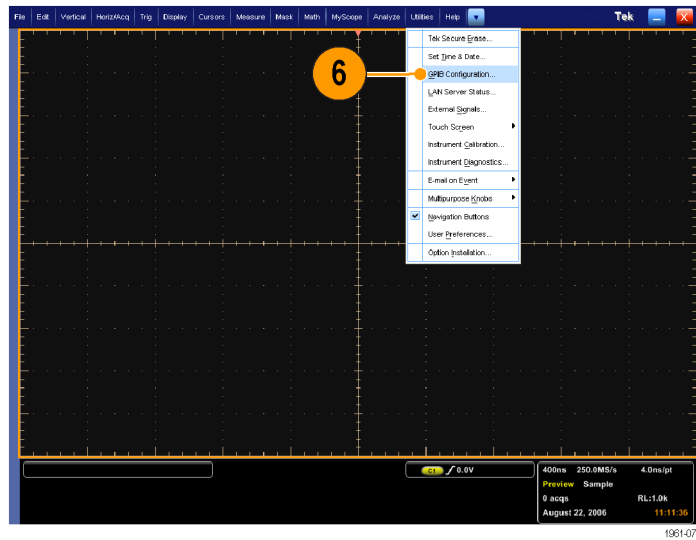 File Edit Vertical Horiz/Acq Trig Display Cursors Measure Mask Math MyScope Analyze Utilities Help Tek
Tek Secure Erase...
Set Time & Date...
6
GPIB Configuration...
LAN Server Status...
External Signals...
Touch Screen
Instrument Calibration...
Instrument Diagnostics...
E-mail on Event
Multipurpose Knobs
Navigation Buttons
User Preferences...
Option Installation...
C1 0.0V
400ns 250.0MS/s 4.0ns/pt
Preview Sample
0 acqs RL:1.0k
August 22, 2006 11:11:36
1961-07